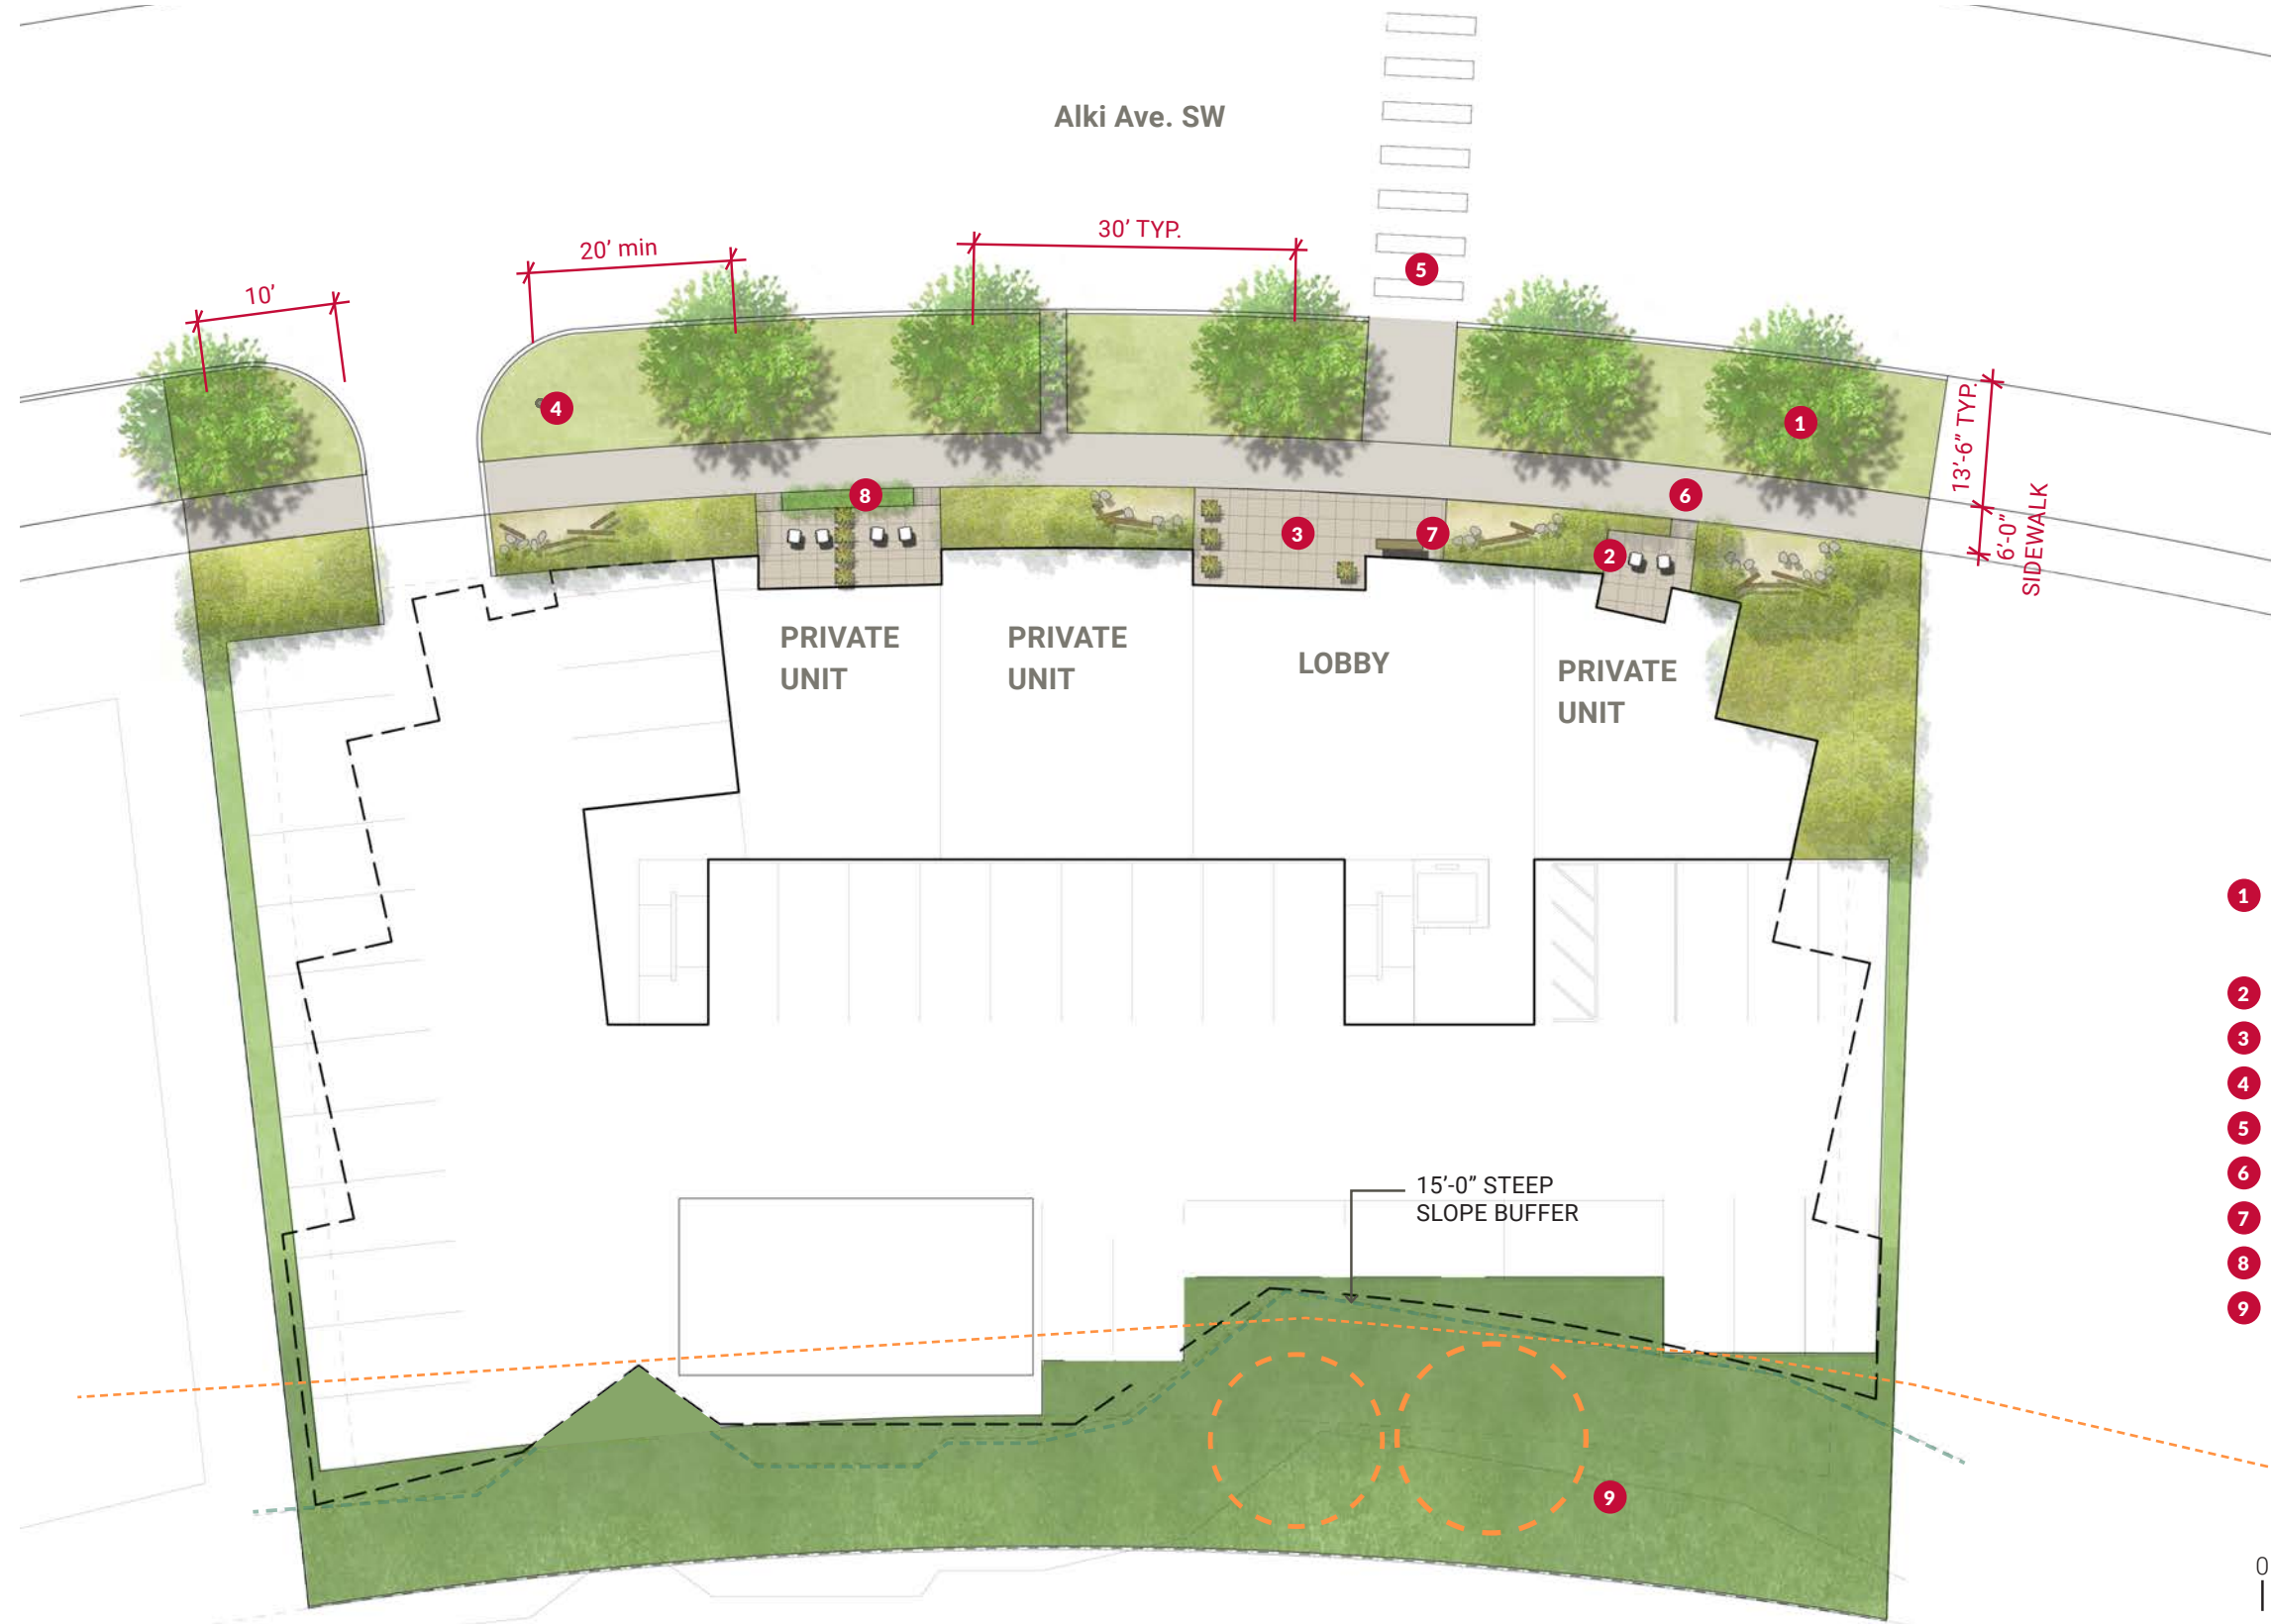 Alki Ave. SW
5
30’ TYP.
20’ min
10’
4
1
13’-6” TYP.
8
6
3
7
2
6’-0”
SIDEWALK
PRIVATE
UNIT
PRIVATE
UNIT
LOBBY
PRIVATE
UNIT
15’-0” STEEP
SLOPE BUFFER
9
1
2
3
4
5
6
7
8
9
0